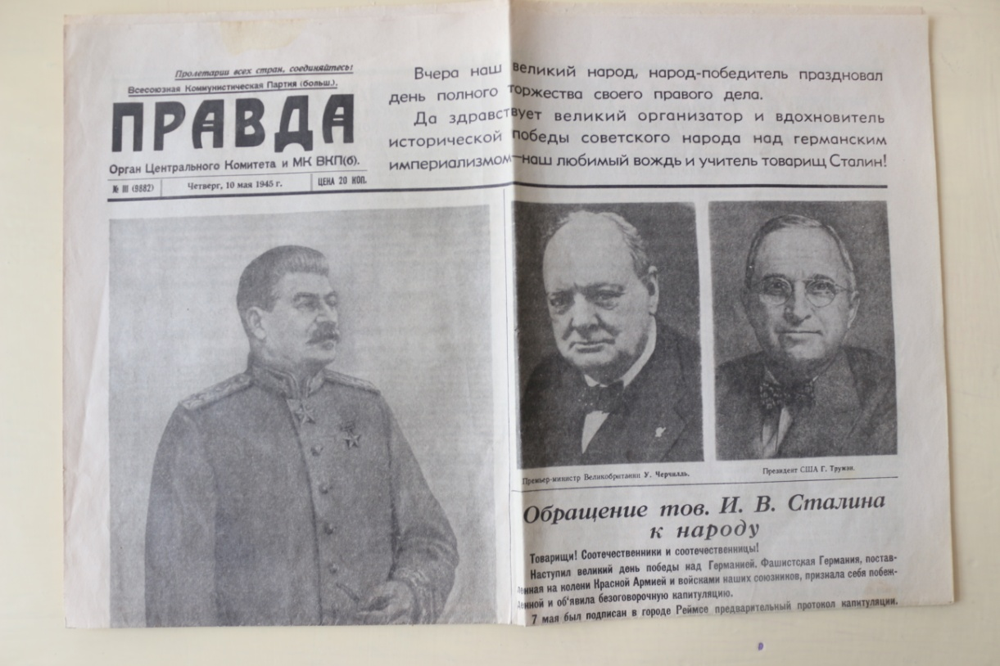 Пролетарии всех стран, соединяйтесь!
Всесоюзная Коммунистическая Партия (больш.).
ПРАВДА
Орган Центрального Комитета и МК ВКП(б).
№ III (9882)
Четверг, 10 мая 1945 г.
ЦЕНА 20 КОП.
Вчера наш великий народ, народ-победитель праздновал
день полного торжества своего правого дела.
Да здравствует великий организатор и вдохновитель
исторической победы советского народа над германским
империализмом—наш любимый вождь и учитель товарищ Сталин!
Премьер-министр Великобритании У. Черчилль.
Президент США Г. Трумэн.
Обращение тов. И. В. Сталина
к народу
Товарищи! Соотечественники и соотечественницы!
Наступил великий день победы над Германией. Фашистская Германия, постав-
ленная на колени Красной Армией и войсками наших союзников, признала себя побеж-
денной и об'явила безоговорочную капитуляцию.
7 мая был подписан в городе Реймсе предварительный протокол капитуляции.